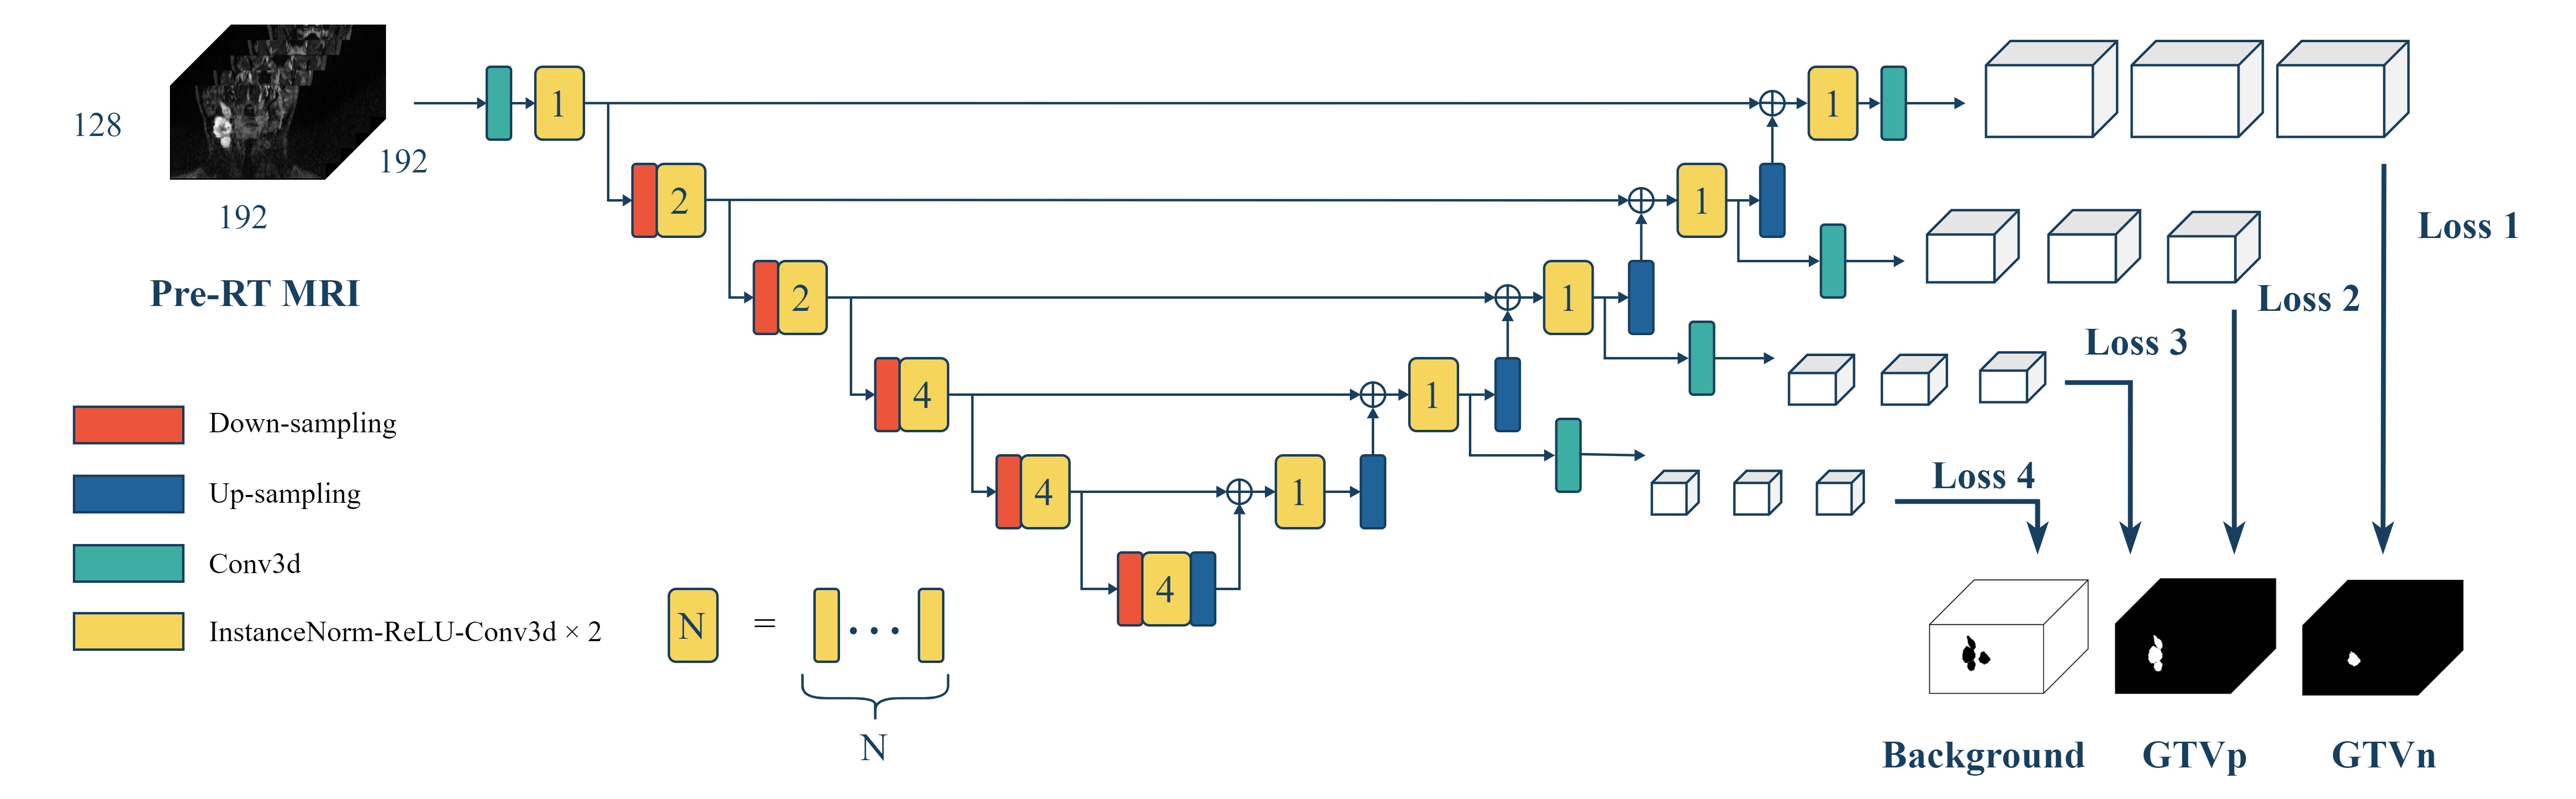 128
192
192
Pre-RT MRI
1
1
2
1
2
1
4
1
4
1
4
Loss 1
Loss 2
Loss 3
Loss 4
Down-sampling
Up-sampling
Conv3d
InstanceNorm-ReLU-Conv3d × 2
N = ...
N
Background GTVp GTVn